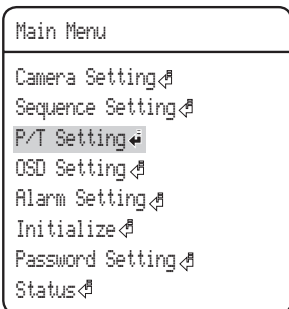 Main Menu
Camera Setting
Sequence Setting
P/T Setting
OSD Setting
Alarm Setting
Initialize
Password Setting
Status